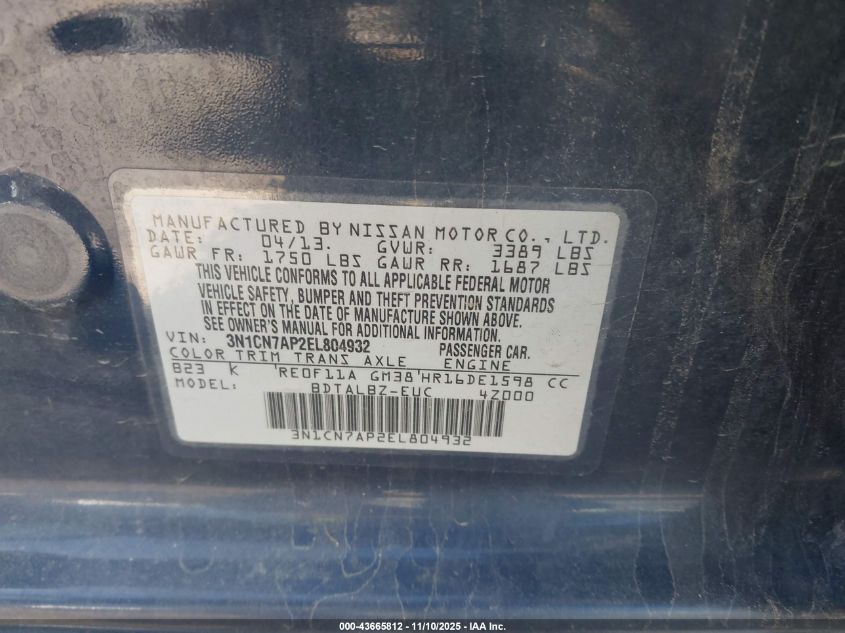 MANUFACTURED BY NISSAN MOTOR CO., LTD.
DATE: 04/13. GVWR: 3389 LBS
GAWR FR: 1750 LBS GAWR RR: 1687 LBS
THIS VEHICLE CONFORMS TO ALL APPLICABLE FEDERAL MOTOR
VEHICLE SAFETY, BUMPER AND THEFT PREVENTION STANDARDS
IN EFFECT ON THE DATE OF MANUFACTURE SHOWN ABOVE.
SEE OWNER'S MANUAL FOR ADDITIONAL INFORMATION.
VIN: 3N1CN7AP2EL804932 PASSENGER CAR.
COLOR TRIM TRANS AXLE ENGINE
B23 K 'RE0F11A GM38'HR16DE1598 CC
MODEL: BDTALBZ-EUC 4Z000
3N1CN7AP2EL804932
000-43665812 - 11/10/2025 - IAA Inc.